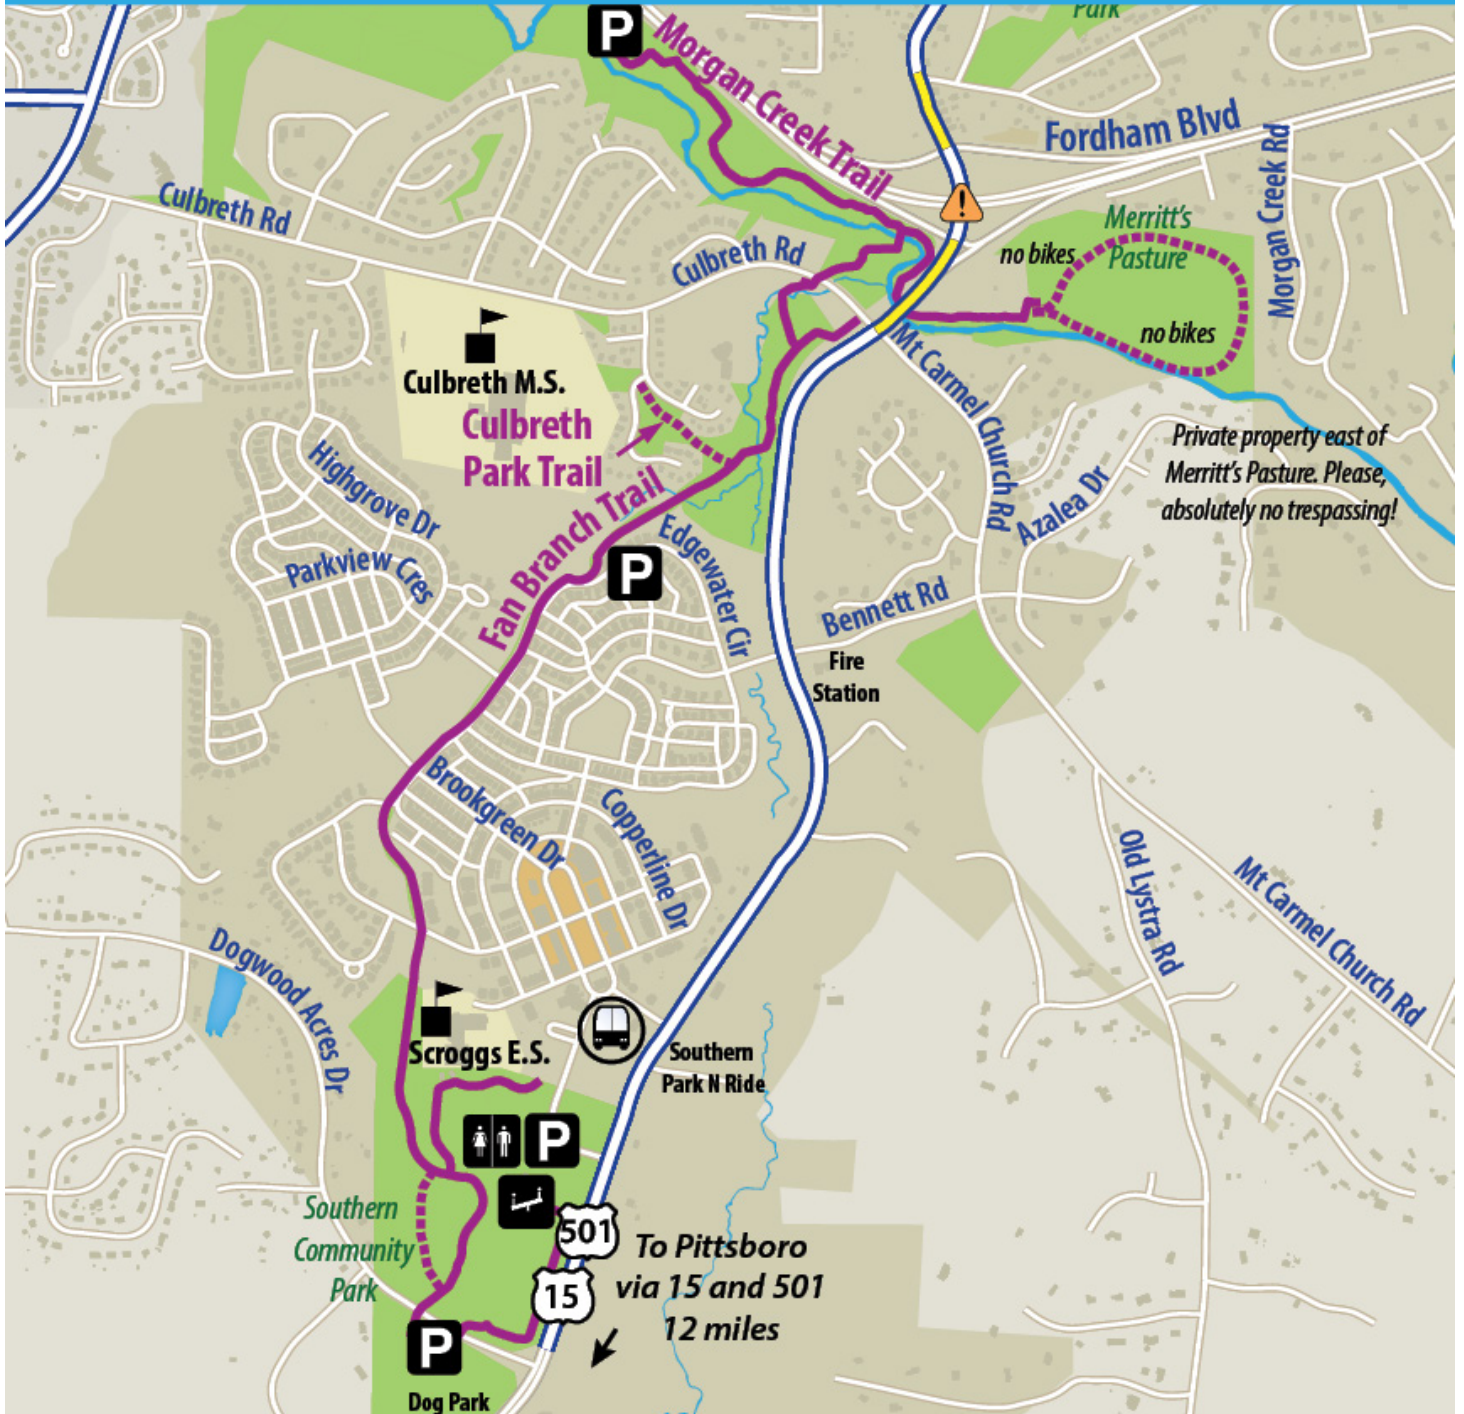 Park
P
Morgan Creek Trail
Fordham Blvd
Morgan Creek Rd
Culbreth Rd
!
Merritt's
Pasture
no bikes
Culbreth Rd
no bikes
Culbreth M.S.
Mt Carmel Church Rd
Culbreth
Park Trail
Private property east of
Merritt's Pasture. Please,
absolutely no trespassing!
Highgrove Dr
Azalea Dr
Fan Branch Trail
Edgewater Cir
Parkview Cres
P
Bennett Rd
Fire
Station
Brookgreen Dr
Copperline Dr
Old Lystra Rd
Mt Carmel Church Rd
Dogwood Acres Dr
Scroggs E.S.
Southern
Park N Ride
P
Southern
Community
Park
501
To Pittsboro
via 15 and 501
12 miles
15
P
Dog Park